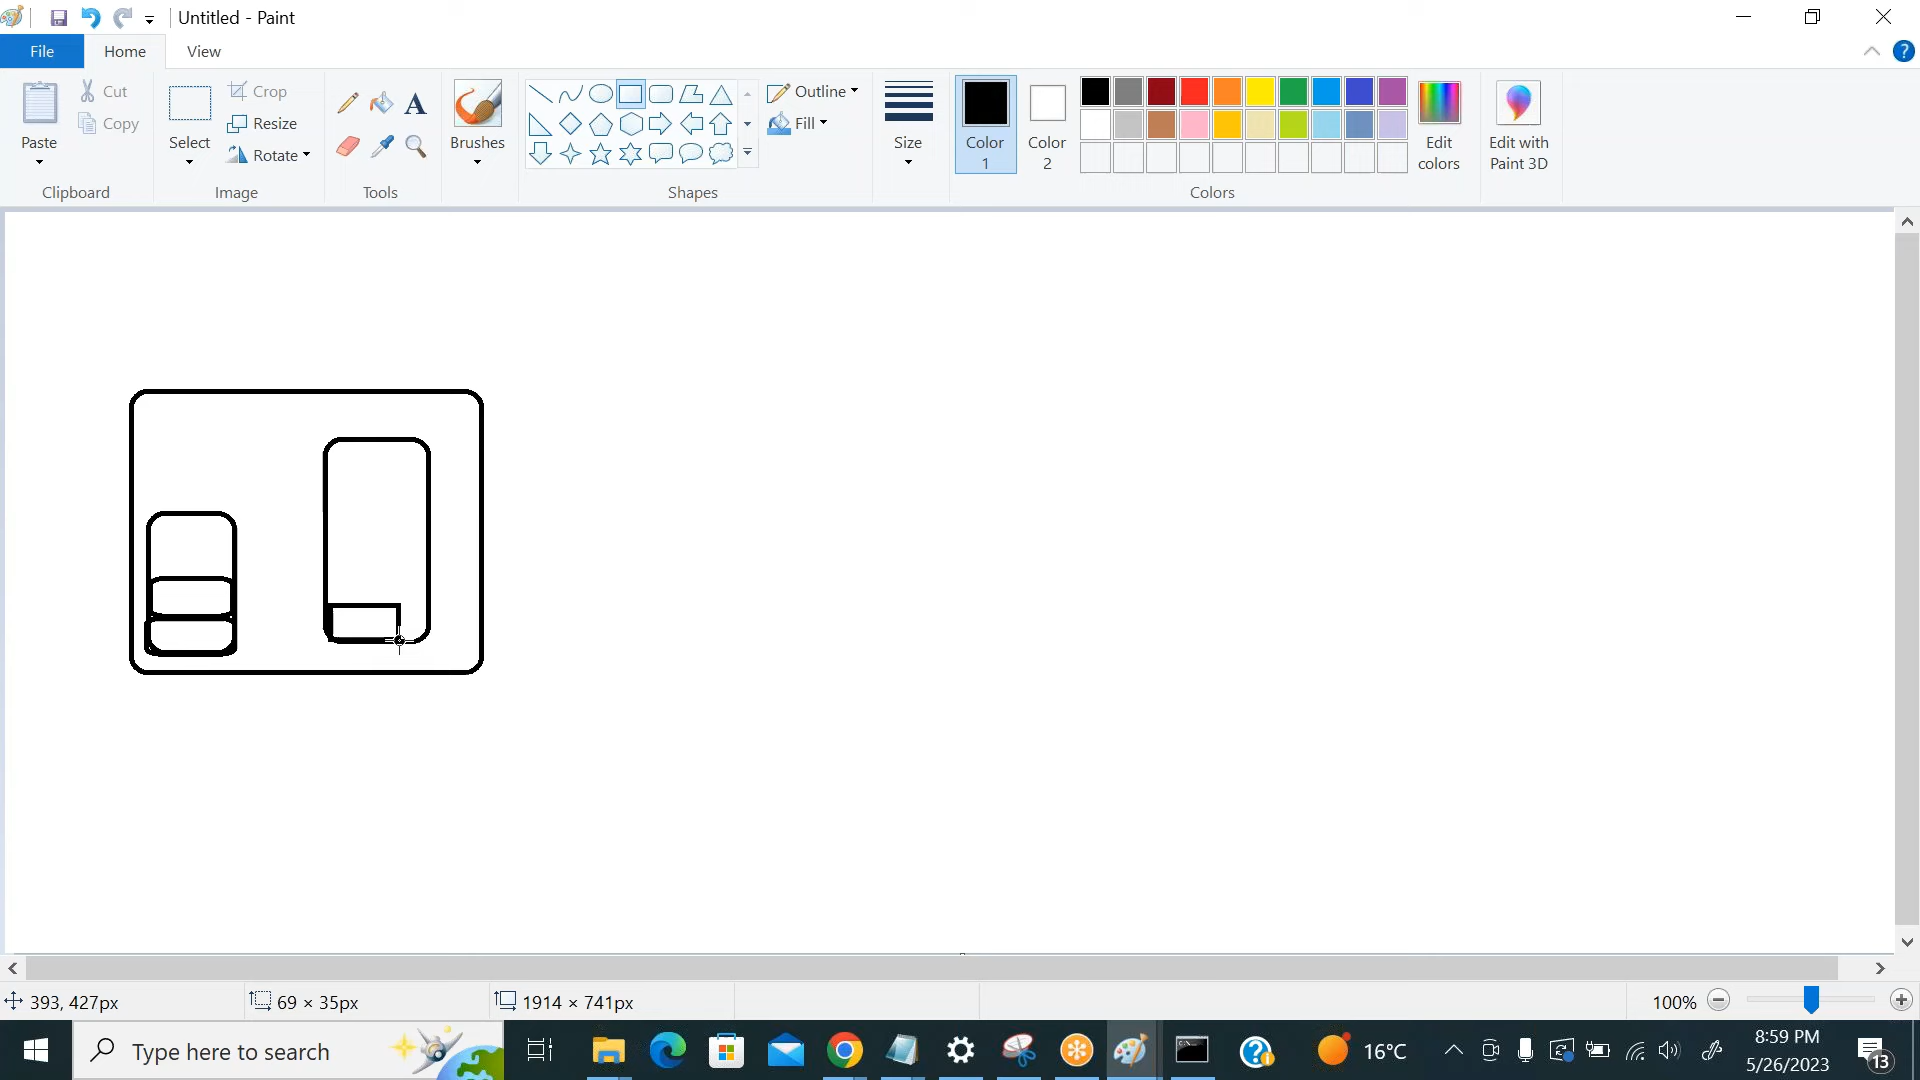 Untitled - Paint
File
Home
View
?
Paste
Cut
Copy
Clipboard
Select
Crop
Resize
Rotate
Image
A
Tools
Brushes
Outline
Fill
Shapes
Size
Color
1
Color
2
Edit
colors
Colors
Edit with
Paint 3D
393, 427px
69 × 35px
1914 × 741px
100%
Type here to search
16°C
8:59 PM
5/26/2023
13